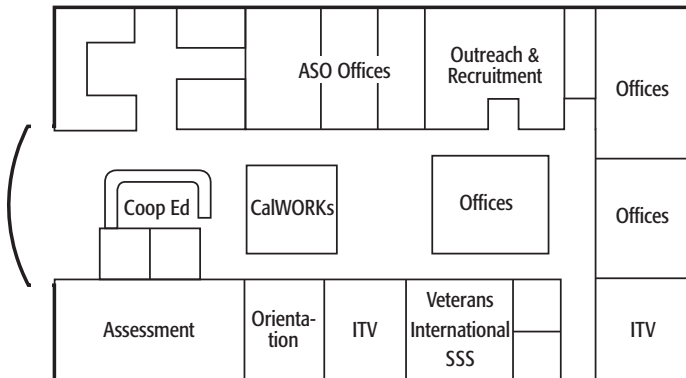 ASO Offices
Outreach &
Recruitment
Offices
Coop Ed
CalWORKs
Offices
Offices
Assessment
Orienta-
tion
ITV
Veterans
International
SSS
ITV